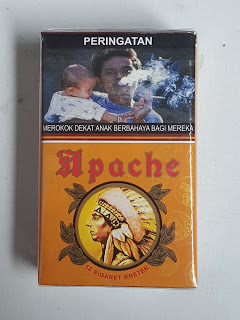 PERINGATAN
MEROKOK DEKAT ANAK BERBAHAYA BAGI MEREKA
Apache
12 SIGARET KRETEK